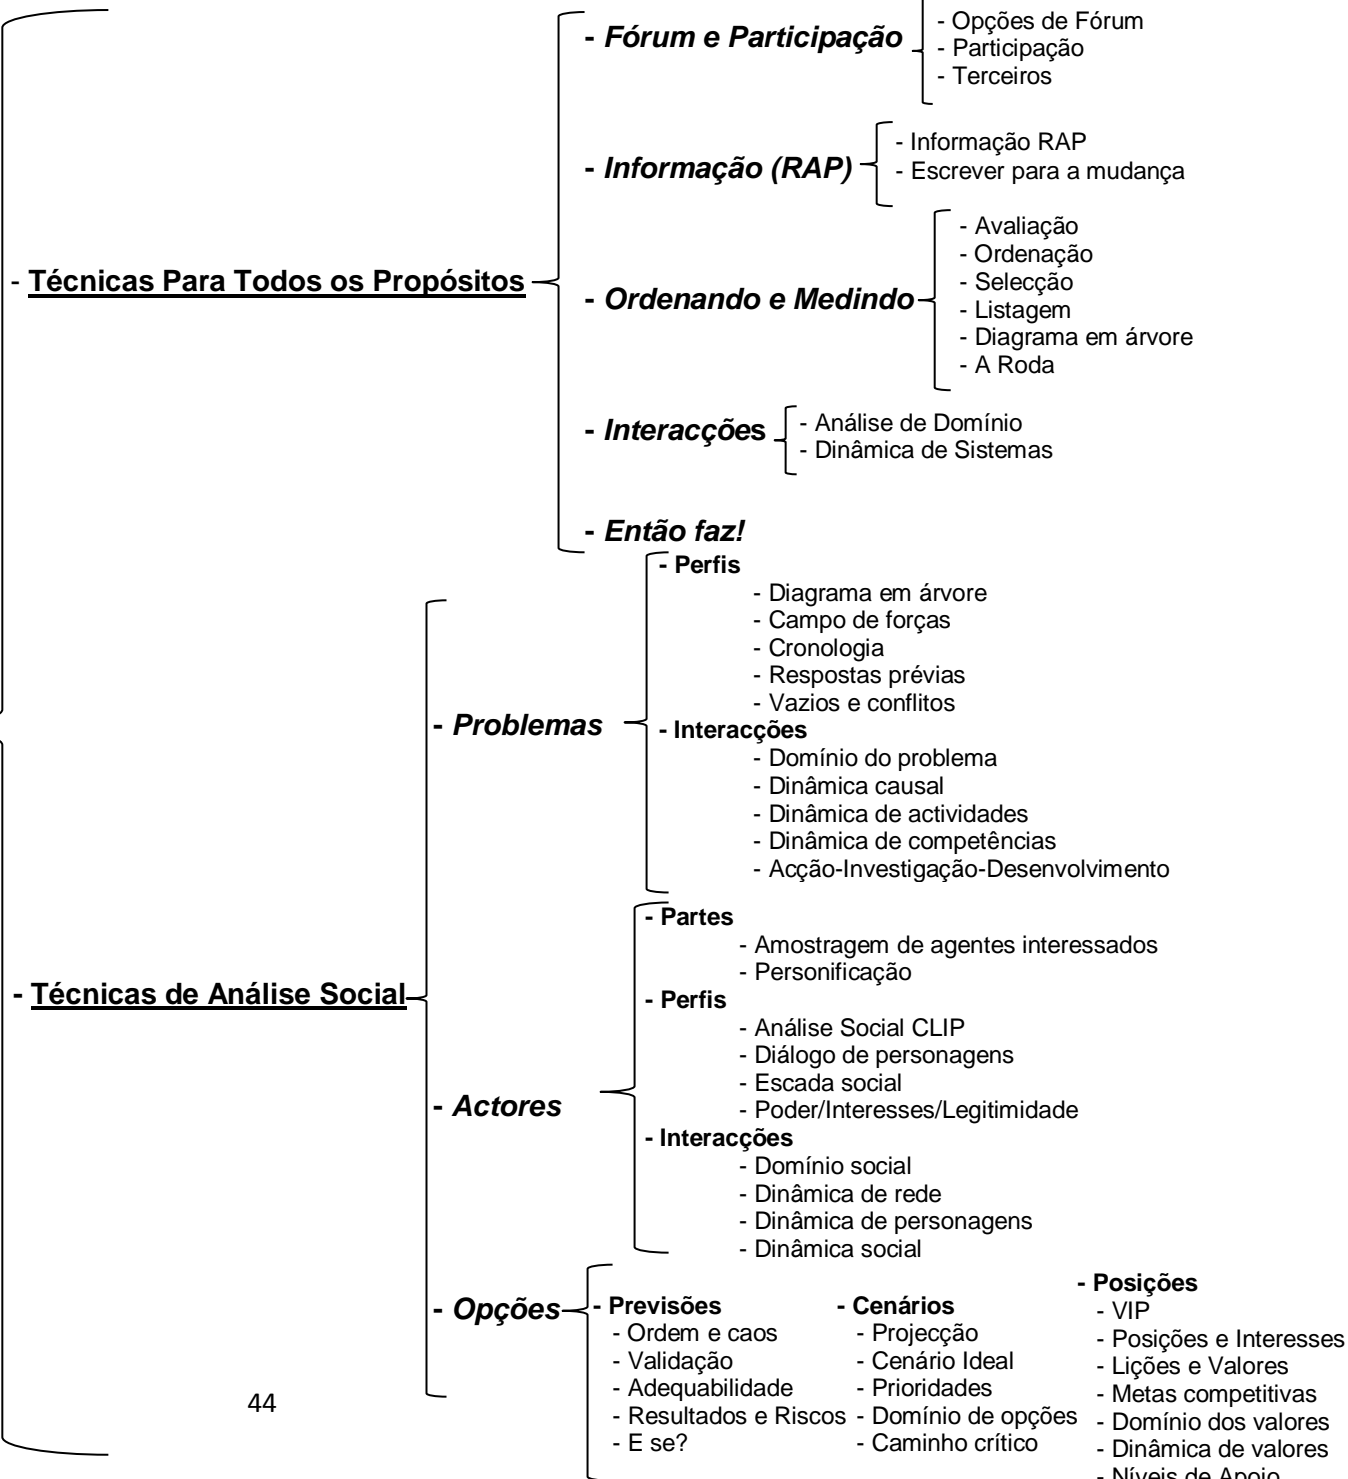 - Fórum e Participação
- Opções de Fórum
- Participação
- Terceiros
- Informação (RAP)
- Informação RAP
- Escrever para a mudança
- Técnicas Para Todos os Propósitos
- Ordenando e Medindo
- Avaliação
- Ordenação
- Selecção
- Listagem
- Diagrama em árvore
- A Roda
- Interacções
- Análise de Domínio
- Dinâmica de Sistemas
- Então faz!
- Técnicas de Análise Social
- Problemas
- Perfis
- Diagrama em árvore
- Campo de forças
- Cronologia
- Respostas prévias
- Vazios e conflitos
- Interacções
- Domínio do problema
- Dinâmica causal
- Dinâmica de actividades
- Dinâmica de competências
- Acção-Investigação-Desenvolvimento
- Actores
- Partes
- Amostragem de agentes interessados
- Personificação
- Perfis
- Análise Social CLIP
- Diálogo de personagens
- Escada social
- Poder/Interesses/Legitimidade
- Interacções
- Domínio social
- Dinâmica de rede
- Dinâmica de personagens
- Dinâmica social
- Opções
- Previsões
- Ordem e caos
- Validação
- Adequabilidade
- Resultados e Riscos
- E se?
- Cenários
- Projecção
- Cenário Ideal
- Prioridades
- Domínio de opções
- Caminho crítico
- Posições
- VIP
- Posições e Interesses
- Lições e Valores
- Metas competitivas
- Domínio dos valores
- Dinâmica de valores
- Níveis de Apoio
44